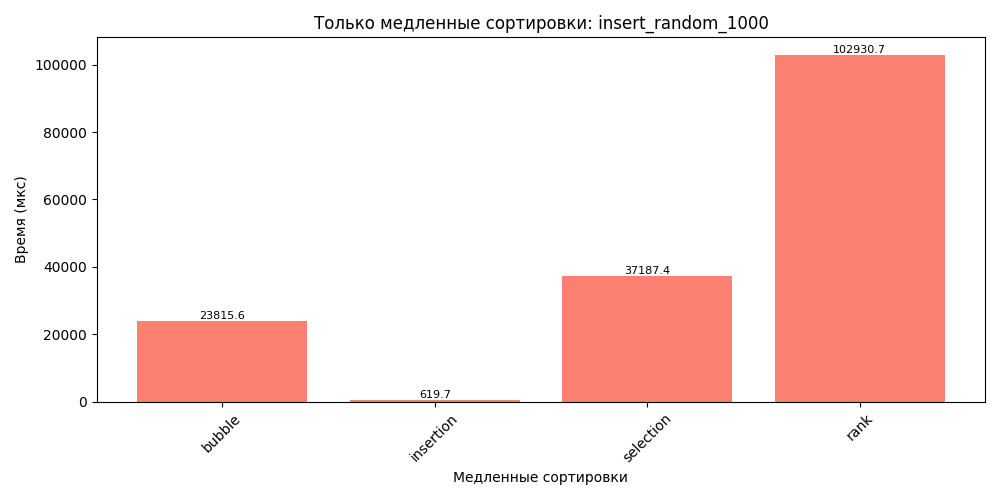 Только медленные сортировки: insert_random_1000
102930.7
100000
80000
60000
Время (мкс)
40000
37187.4
23815.6
20000
619.7
0
bubble
insertion
selection
rank
Медленные сортировки